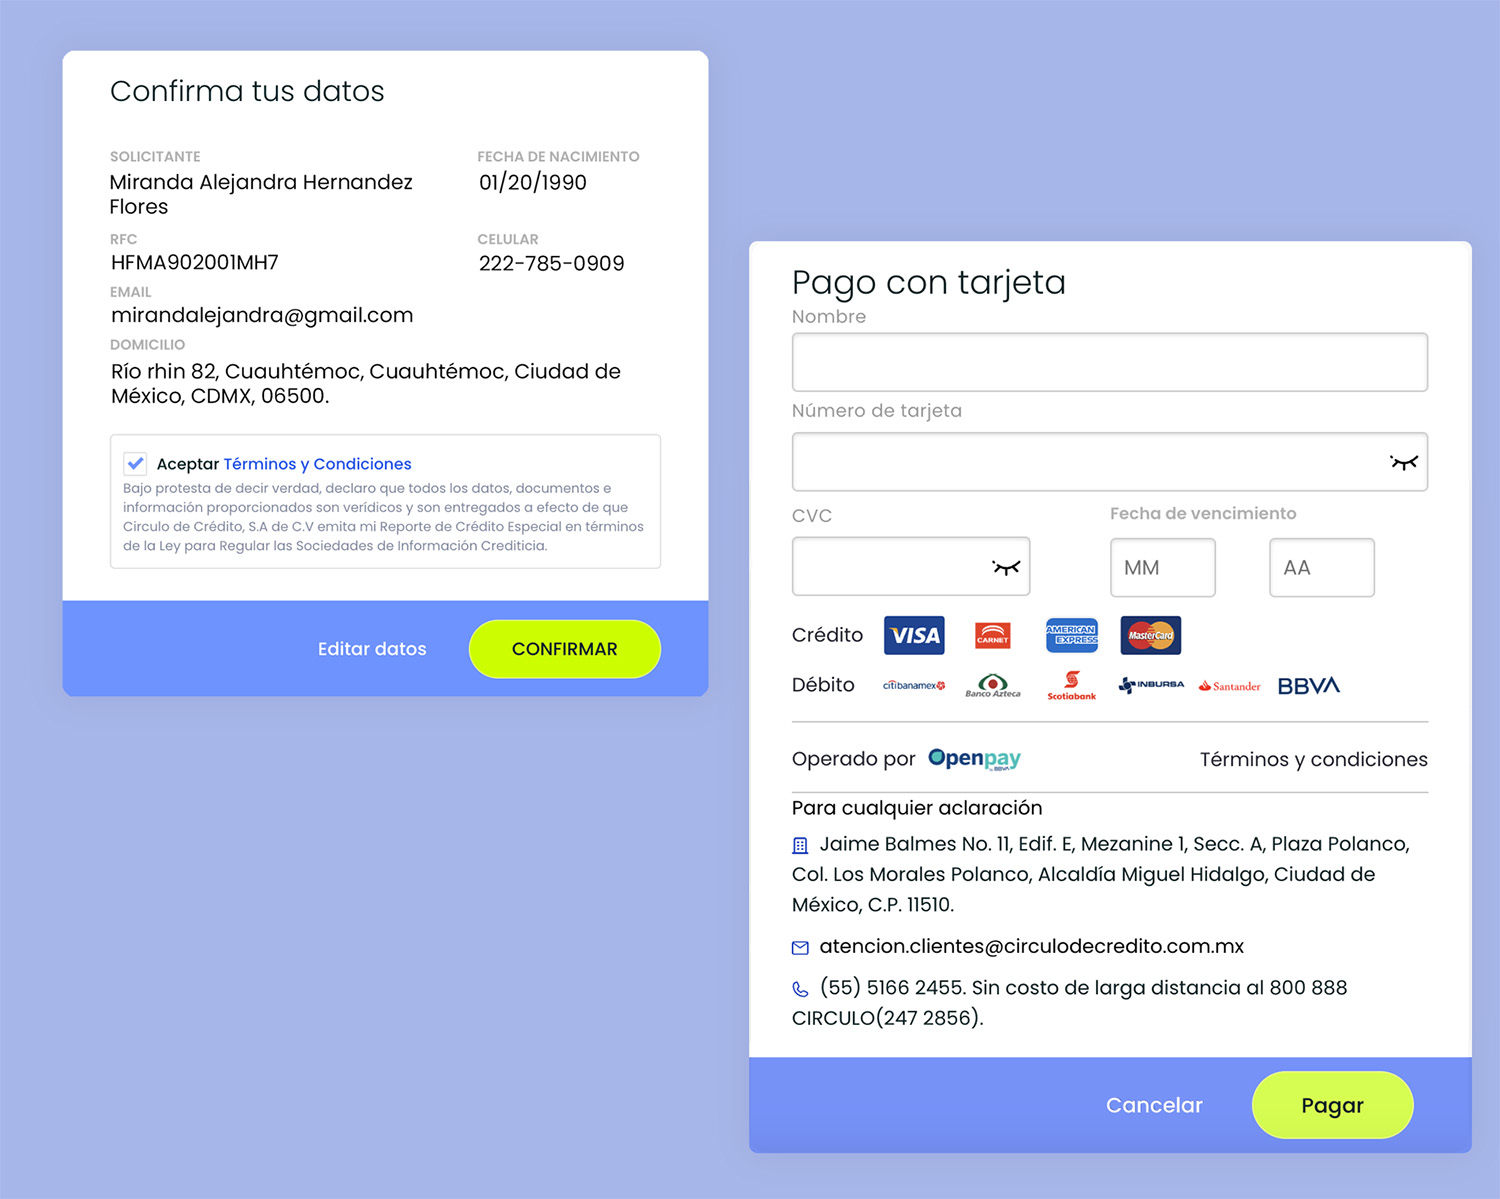 Confirma tus datos
SOLICITANTE
Miranda Alejandra Hernandez
Flores
FECHA DE NACIMIENTO
01/20/1990
RFC
HFMA902001MH7
CELULAR
222-785-0909
EMAIL
mirandalejandra@gmail.com
DOMICILIO
Río rhin 82, Cuauhtémoc, Cuauhtémoc, Ciudad de
México, CDMX, 06500.
Aceptar Términos y Condiciones
Bajo protesta de decir verdad, declaro que todos los datos, documentos e
información proporcionados son verídicos y son entregados a efecto de que
Circulo de Crédito, S.A de C.V emita mi Reporte de Crédito Especial en términos
de la Ley para Regular las Sociedades de Información Crediticia.
Editar datos
CONFIRMAR
Pago con tarjeta
Nombre
Número de tarjeta
CVC
Fecha de vencimiento
MM
AA
Crédito VISA CARNET AMERICAN EXPRESS MasterCard
Débito citibanamex Banco Azteca Scotiabank INBURSA Santander BBVA
Operado por Openpay by BBVA
Términos y condiciones
Para cualquier aclaración
Jaime Balmes No. 11, Edif. E, Mezanine 1, Secc. A, Plaza Polanco,
Col. Los Morales Polanco, Alcaldía Miguel Hidalgo, Ciudad de
México, C.P. 11510.
atencion.clientes@circulodecredito.com.mx
(55) 5166 2455. Sin costo de larga distancia al 800 888
CIRCULO(247 2856).
Cancelar
Pagar